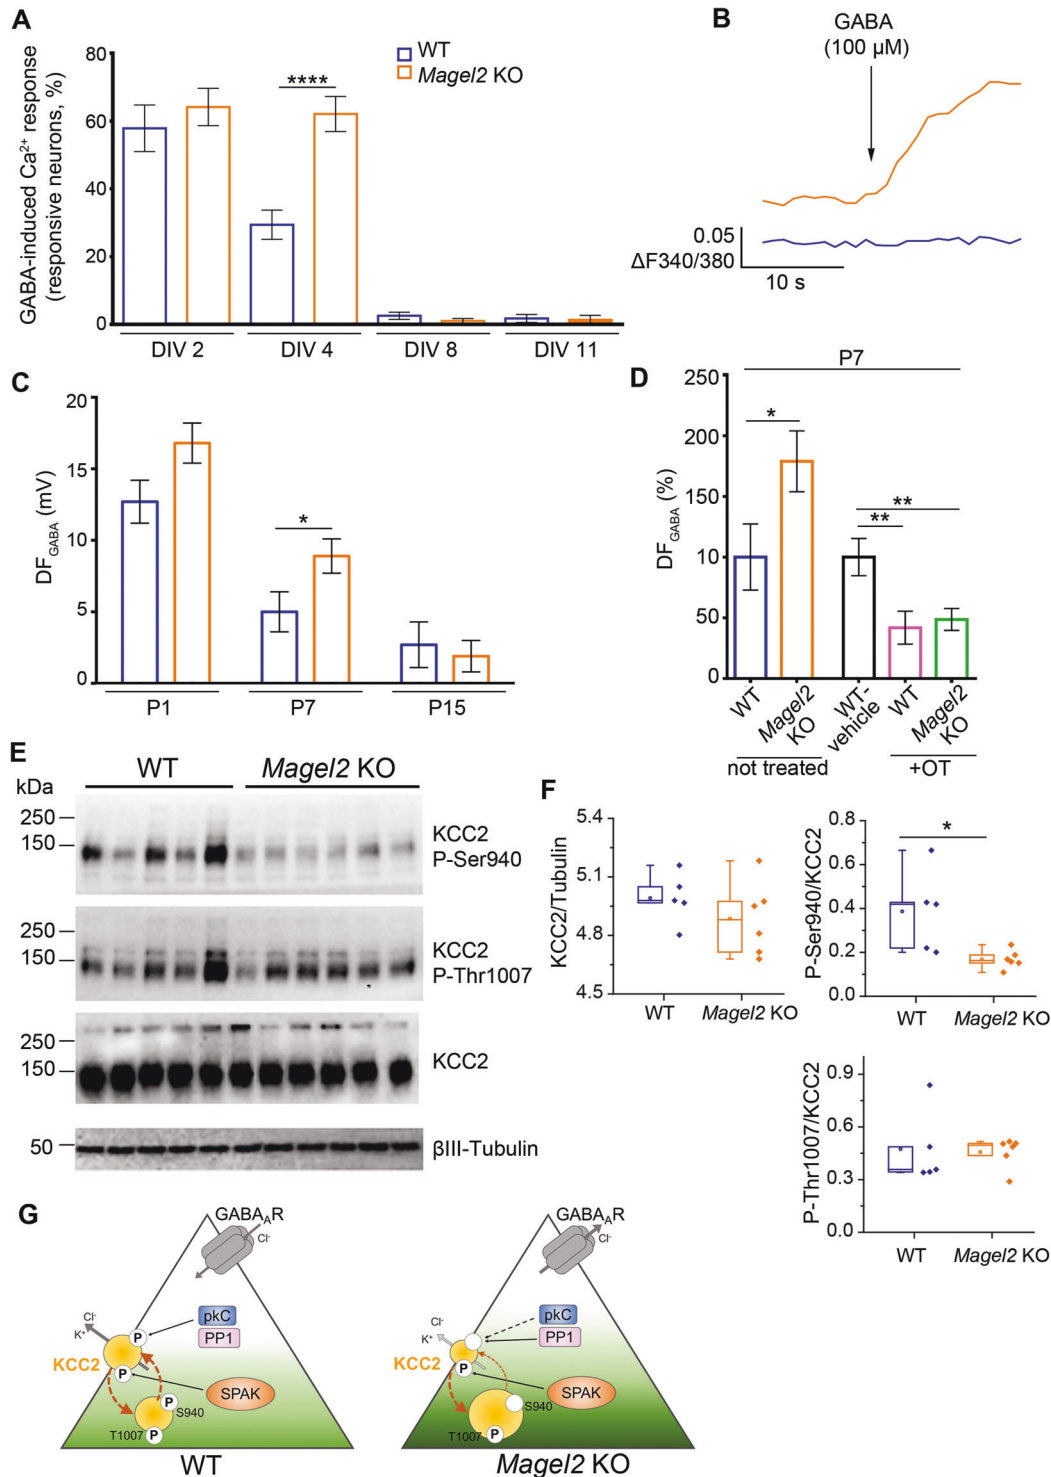 A
GABA-induced Ca²⁺ response
(responsive neurons, %)
80
60
40
20
0
****
WT
Magel2 KO
DIV 2
DIV 4
DIV 8
DIV 11
B
GABA
(100 µM)
0.05
ΔF340/380
10 s
C
DF_GABA (mV)
20
15
10
5
0
*
P1
P7
P15
D
P7
DF_GABA (%)
250
200
150
100
50
0
*
**
**
WT
Magel2
KO
WT-
vehicle
WT
Magel2
KO
not treated
+OT
E
WT
Magel2 KO
kDa
250
150
KCC2
P-Ser940
250
150
KCC2
P-Thr1007
250
150
KCC2
50
βIII-Tubulin
F
KCC2/Tubulin
5.4
5.1
4.8
4.5
WT
Magel2 KO
P-Ser940/KCC2
0.8
0.6
0.4
0.2
0.0
*
WT
Magel2 KO
P-Thr1007/KCC2
0.9
0.6
0.3
0.0
WT
Magel2 KO
G
GABA_AR
Cl⁻
Cl⁻
K⁺
P
pkC
PP1
KCC2
P
SPAK
P
S940
T1007
P
WT
GABA_AR
Cl⁻
Cl⁻
K⁺
pkC
PP1
KCC2
P
SPAK
S940
T1007
P
Magel2 KO